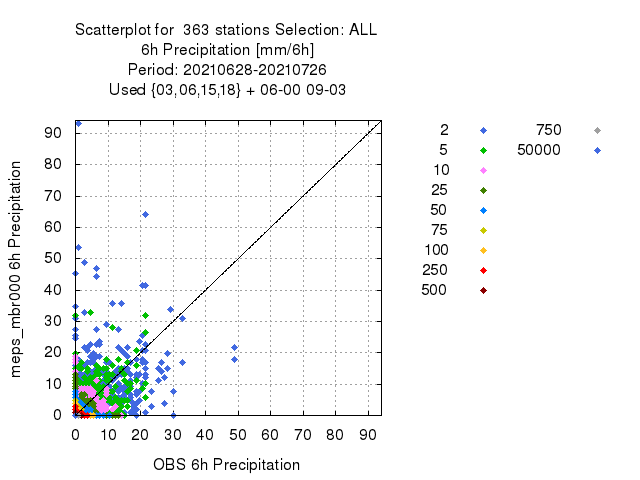 Scatterplot for 363 stations Selection: ALL
6h Precipitation [mm/6h]
Period: 20210628-20210726
Used {03,06,15,18} + 06-00 09-03
meps_mbr000 6h Precipitation
90
80
70
60
50
40
30
20
10
0
0 10 20 30 40 50 60 70 80 90
OBS 6h Precipitation
2 750
5 50000
10
25
50
75
100
250
500